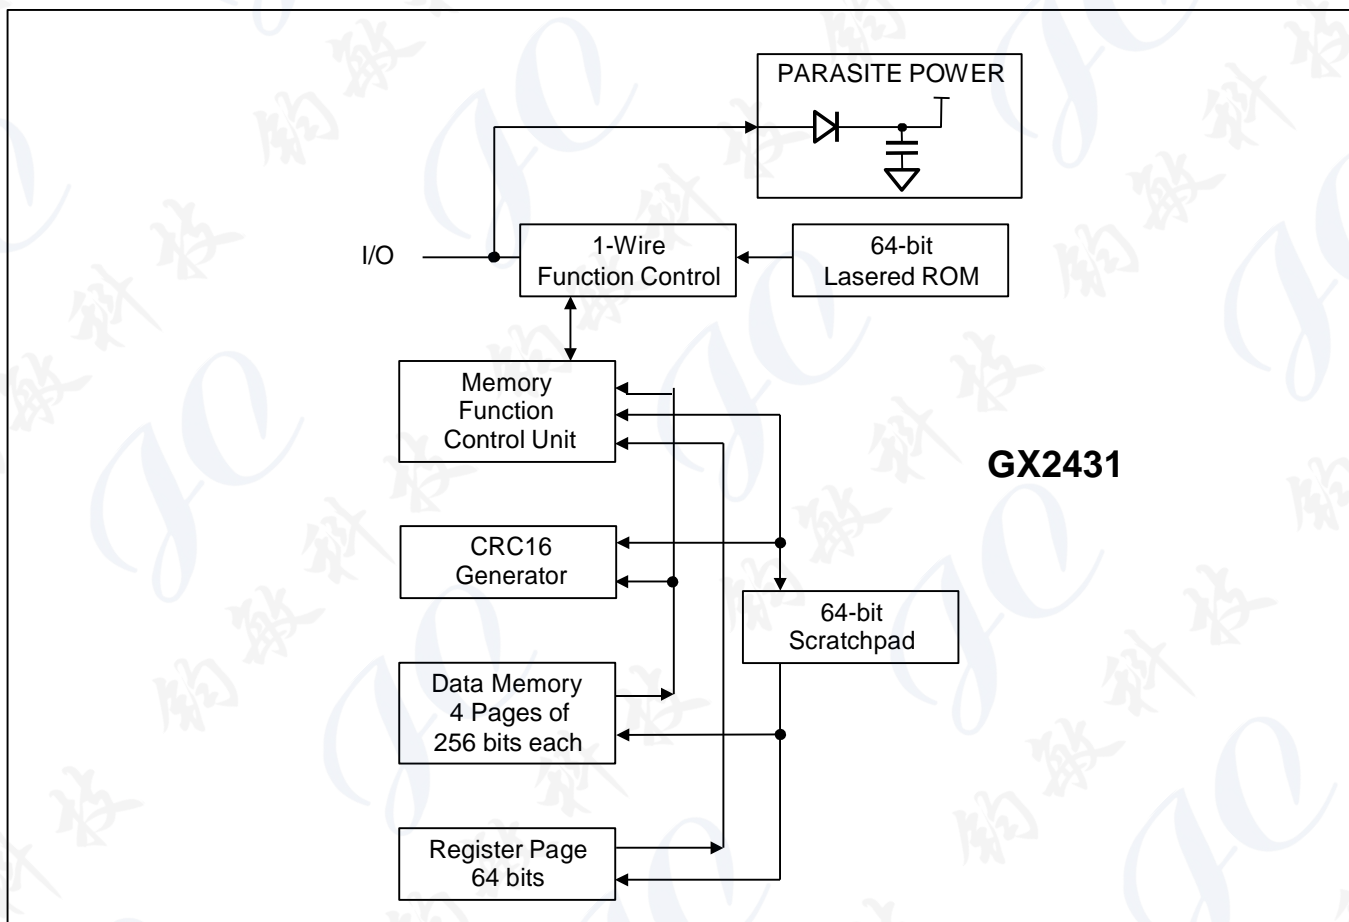 PARASITE POWER
I/O
1-Wire
Function Control
64-bit
Lasered ROM
Memory
Function
Control Unit
GX2431
CRC16
Generator
64-bit
Scratchpad
Data Memory
4 Pages of
256 bits each
Register Page
64 bits